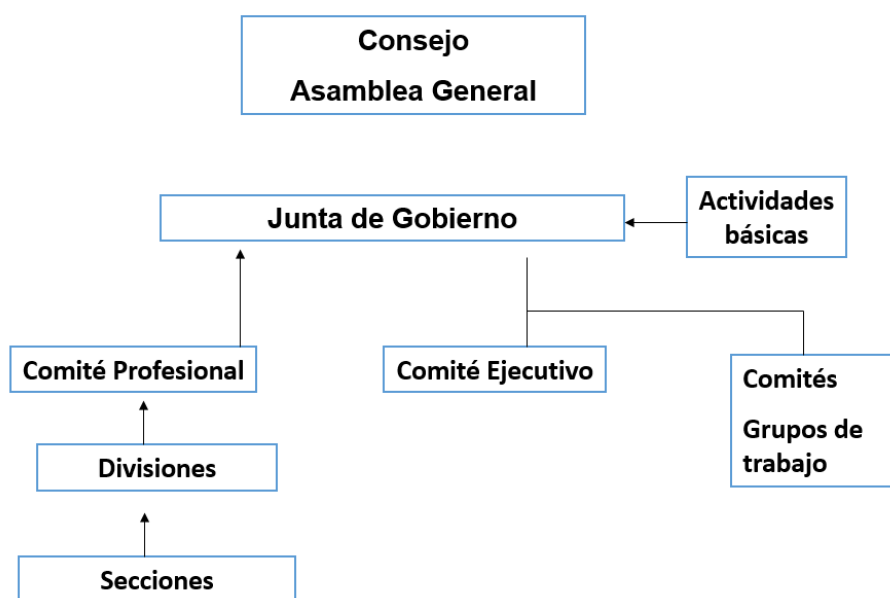 Consejo
Asamblea General
Junta de Gobierno
Actividades
básicas
Comité Profesional
Comité Ejecutivo
Comités
Grupos de
trabajo
Divisiones
Secciones